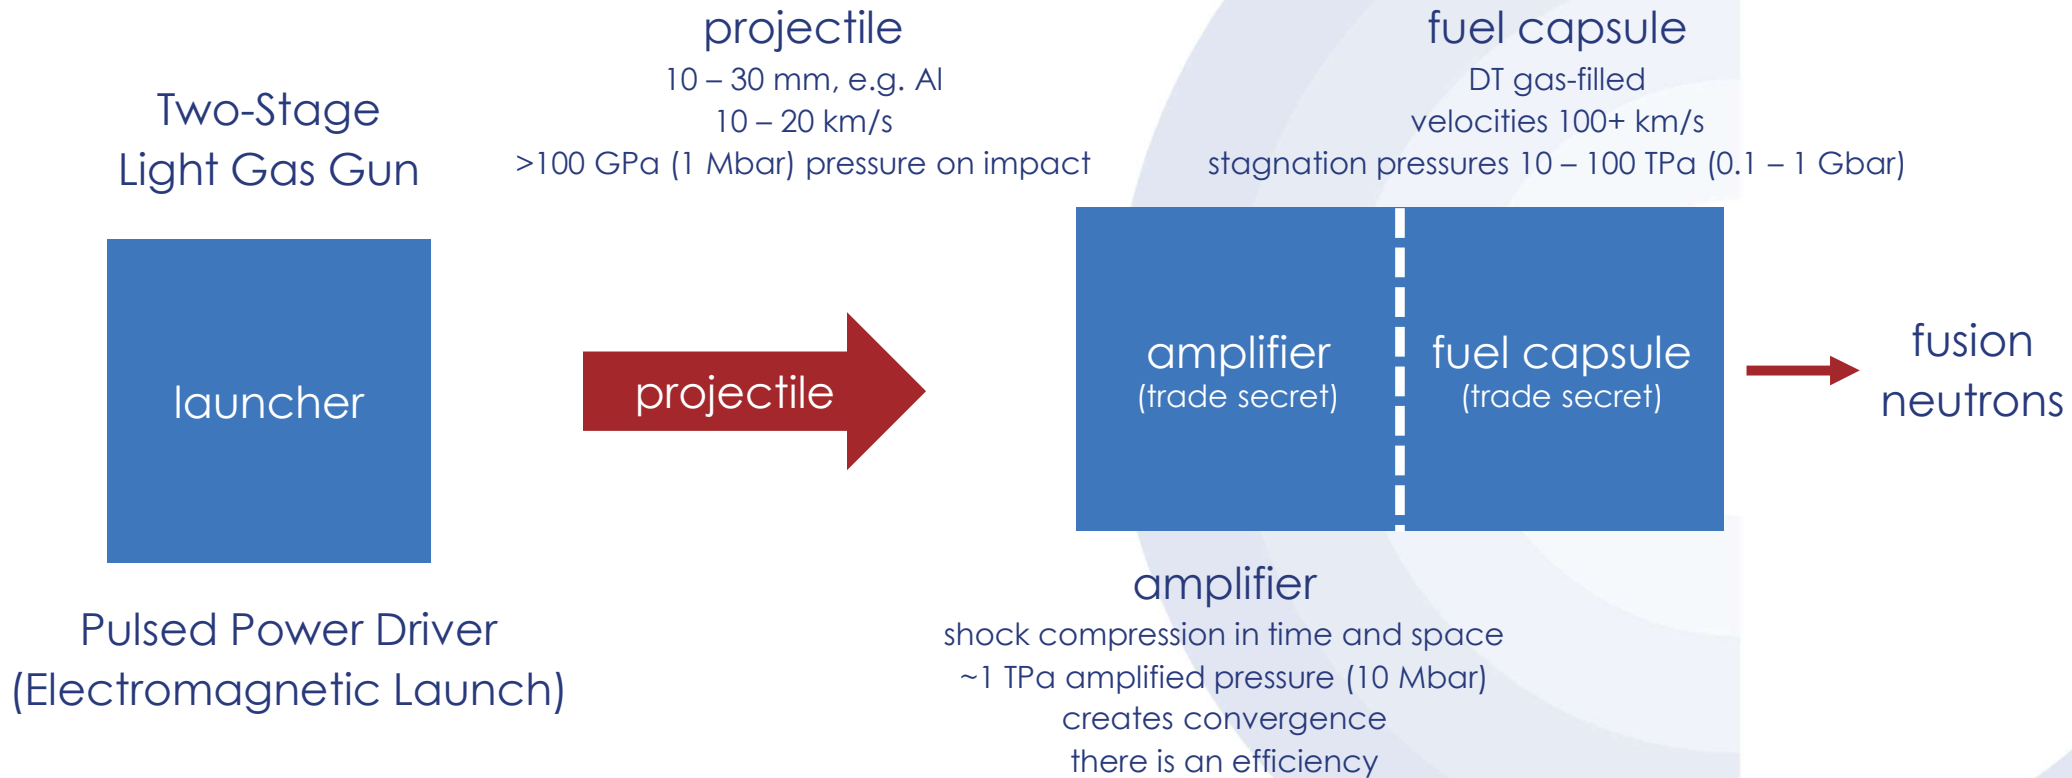 Two-Stage
Light Gas Gun
launcher
Pulsed Power Driver
(Electromagnetic Launch)
projectile
10 – 30 mm, e.g. Al
10 – 20 km/s
>100 GPa (1 Mbar) pressure on impact
projectile
fuel capsule
DT gas-filled
velocities 100+ km/s
stagnation pressures 10 – 100 TPa (0.1 – 1 Gbar)
amplifier
(trade secret)
fuel capsule
(trade secret)
amplifier
shock compression in time and space
~1 TPa amplified pressure (10 Mbar)
creates convergence
there is an efficiency
fusion
neutrons